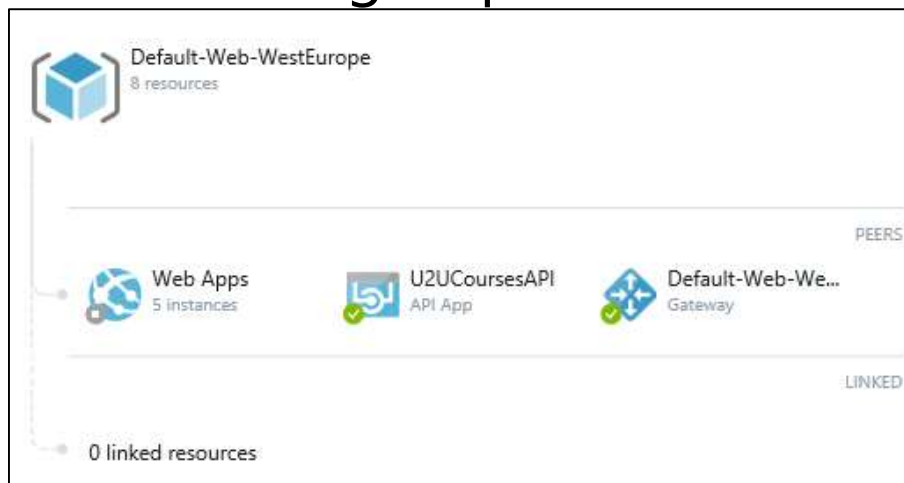 Default-Web-WestEurope
8 resources
PEERS
Web Apps
5 instances
U2UCoursesAPI
API App
Default-Web-We...
Gateway
LINKED
0 linked resources